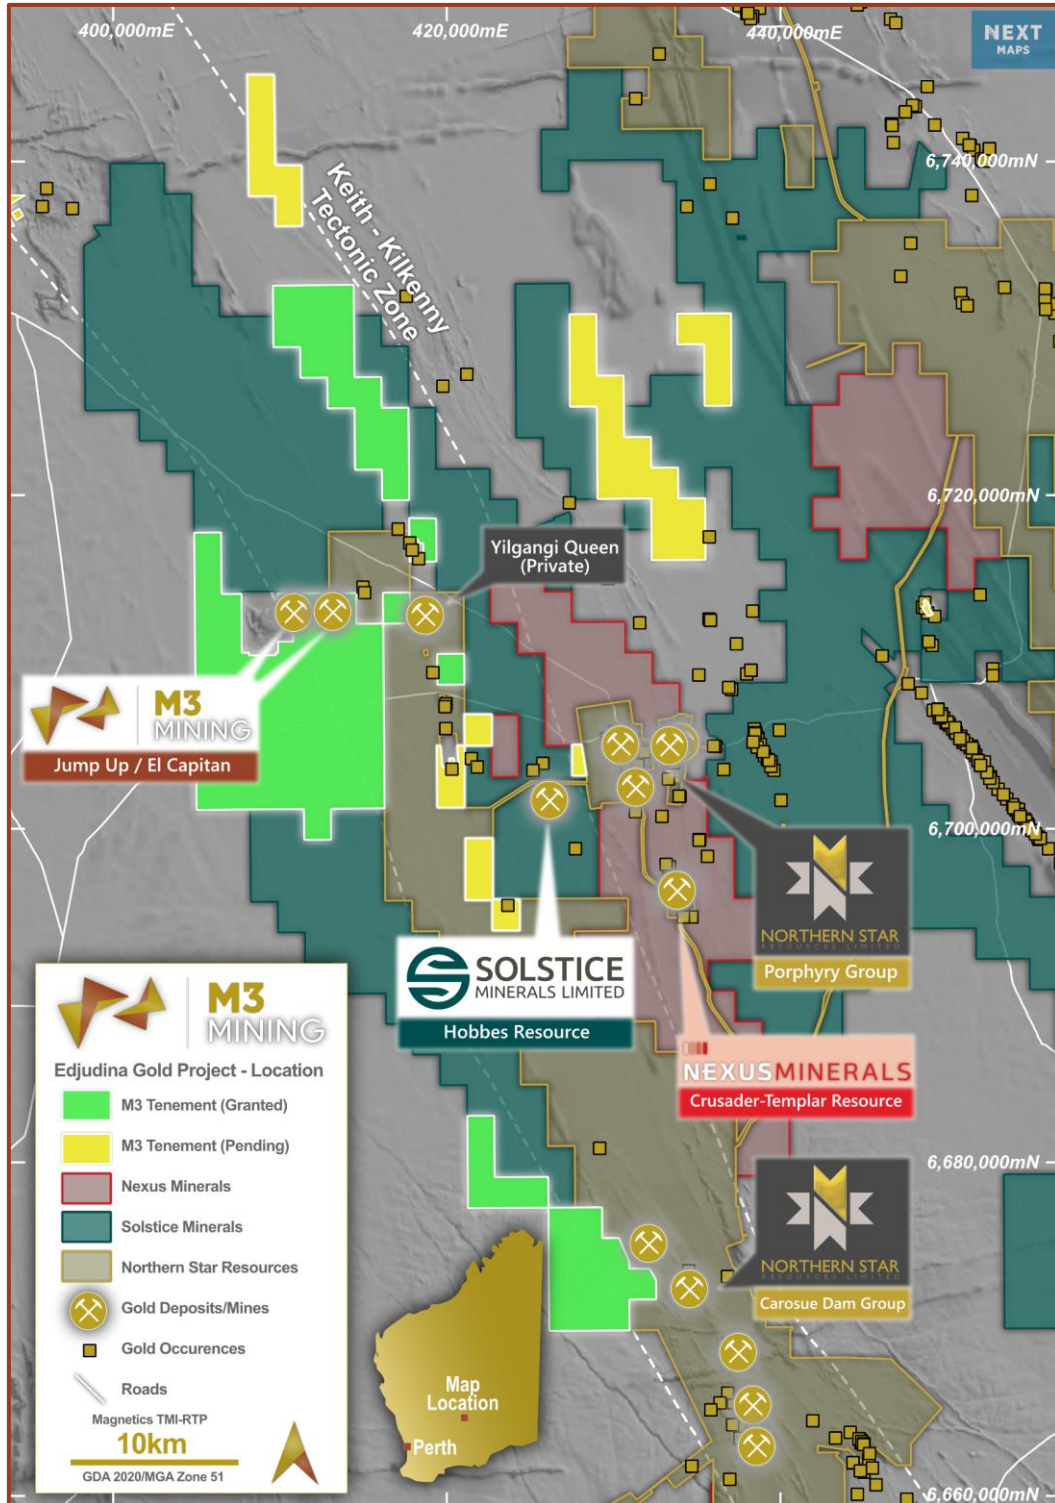 400,000mE
420,000mE
440,000mE
NEXT
MAPS
6,740,000mN
Keith - Kilkenny
Tectonic Zone
6,720,000mN
Yilgangi Queen
(Private)
M3
MINING
Jump Up / El Capitan
6,700,000mN
NORTHERN STAR
RESOURCES LIMITED
Porphyry Group
SOLSTICE
MINERALS LIMITED
Hobbes Resource
NEXUSMINERALS
Crusader-Templar Resource
6,680,000mN
NORTHERN STAR
RESOURCES LIMITED
Carosue Dam Group
M3
MINING
Edjudina Gold Project - Location
M3 Tenement (Granted)
M3 Tenement (Pending)
Nexus Minerals
Solstice Minerals
Northern Star Resources
Gold Deposits/Mines
Gold Occurences
Roads
Magnetics TMI-RTP
10km
GDA 2020/MGA Zone 51
Map
Location
Perth
6,660,000mN